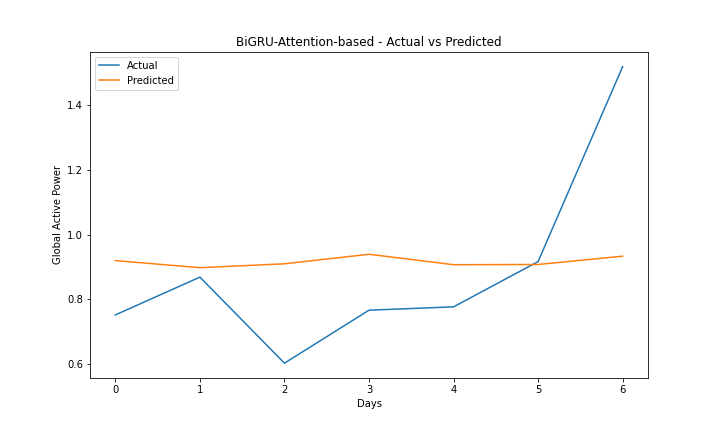 BiGRU-Attention-based - Actual vs Predicted
Actual
Predicted
Global Active Power
1.4
1.2
1.0
0.8
0.6
0 1 2 3 4 5 6
Days